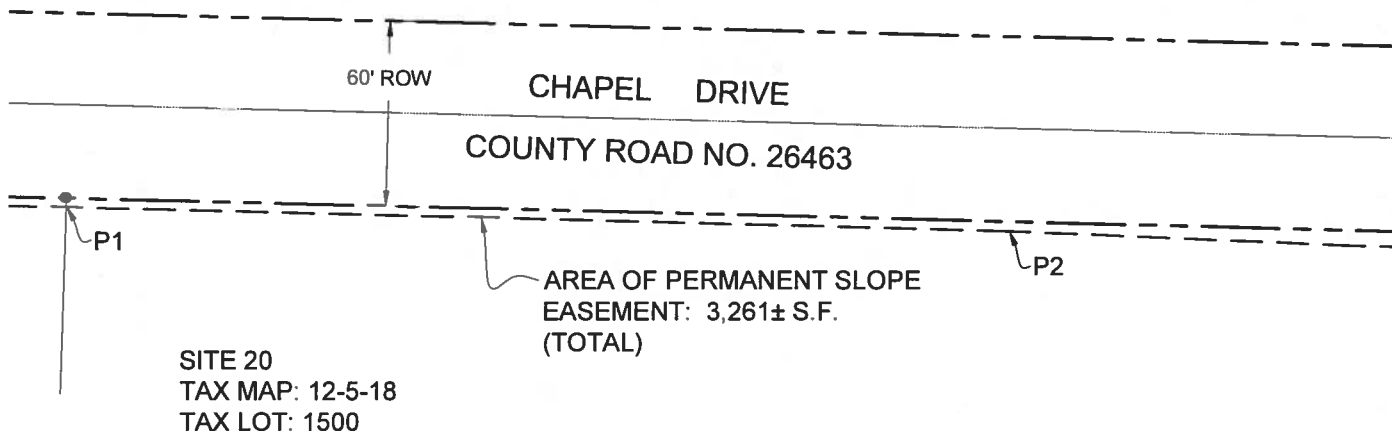 60' ROW
CHAPEL DRIVE
COUNTY ROAD NO. 26463
P1
P2
AREA OF PERMANENT SLOPE
EASEMENT: 3,261± S.F.
(TOTAL)
SITE 20
TAX MAP: 12-5-18
TAX LOT: 1500